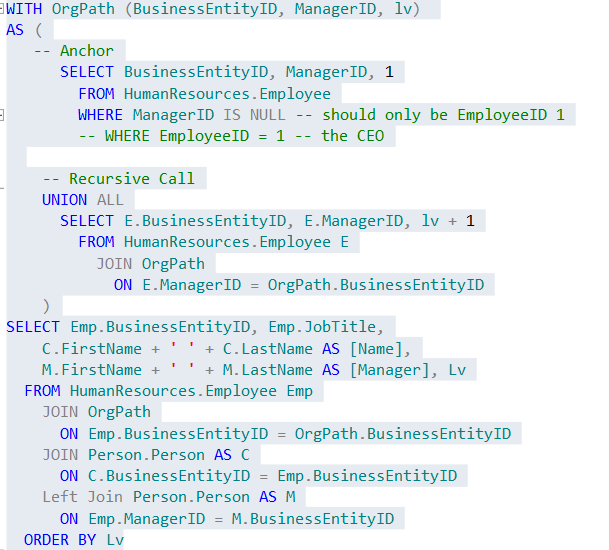 WITH OrgPath (BusinessEntityID, ManagerID, lv)
AS (
-- Anchor
SELECT BusinessEntityID, ManagerID, 1
FROM HumanResources.Employee
WHERE ManagerID IS NULL -- should only be EmployeeID 1
-- WHERE EmployeeID = 1 -- the CEO
-- Recursive Call
UNION ALL
SELECT E.BusinessEntityID, E.ManagerID, lv + 1
FROM HumanResources.Employee E
JOIN OrgPath
ON E.ManagerID = OrgPath.BusinessEntityID
)
SELECT Emp.BusinessEntityID, Emp.JobTitle,
C.FirstName + ' ' + C.LastName AS [Name],
M.FirstName + ' ' + M.LastName AS [Manager], Lv
FROM HumanResources.Employee Emp
JOIN OrgPath
ON Emp.BusinessEntityID = OrgPath.BusinessEntityID
JOIN Person.Person AS C
ON C.BusinessEntityID = Emp.BusinessEntityID
Left Join Person.Person AS M
ON Emp.ManagerID = M.BusinessEntityID
ORDER BY Lv